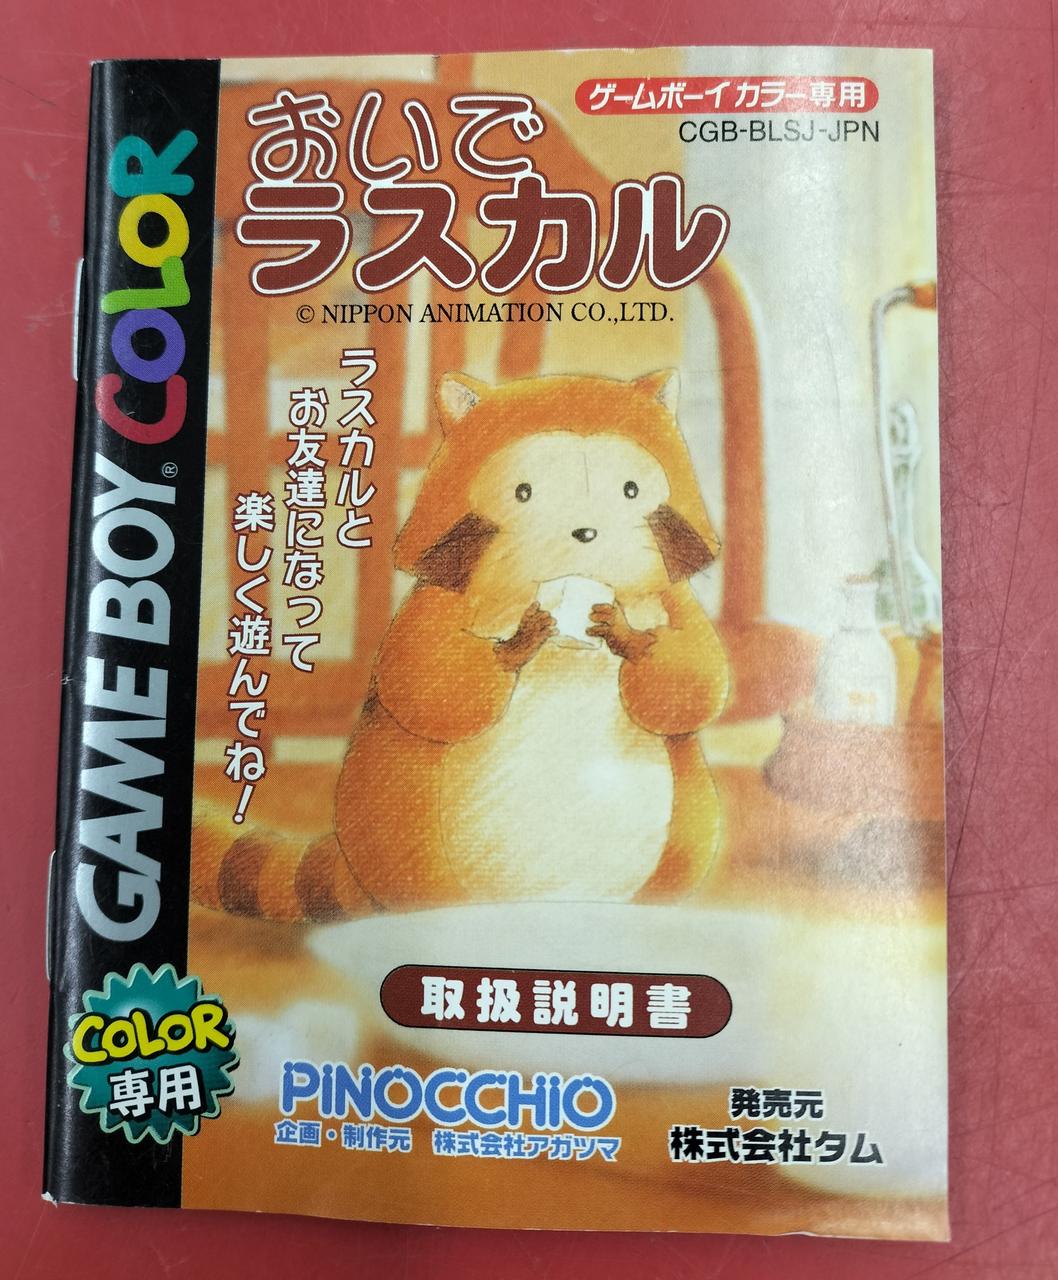 ゲームボーイカラー専用
CGB-BLSJ-JPN
おいで
ラスカル
© NIPPON ANIMATION CO.,LTD.
ラスカルと
お友達になって
楽しく遊んでね!
GAME BOY® COLOR
COLOR
専用
取扱説明書
PINOCCHIO
企画・制作元 株式会社アガツマ
発売元
株式会社タム